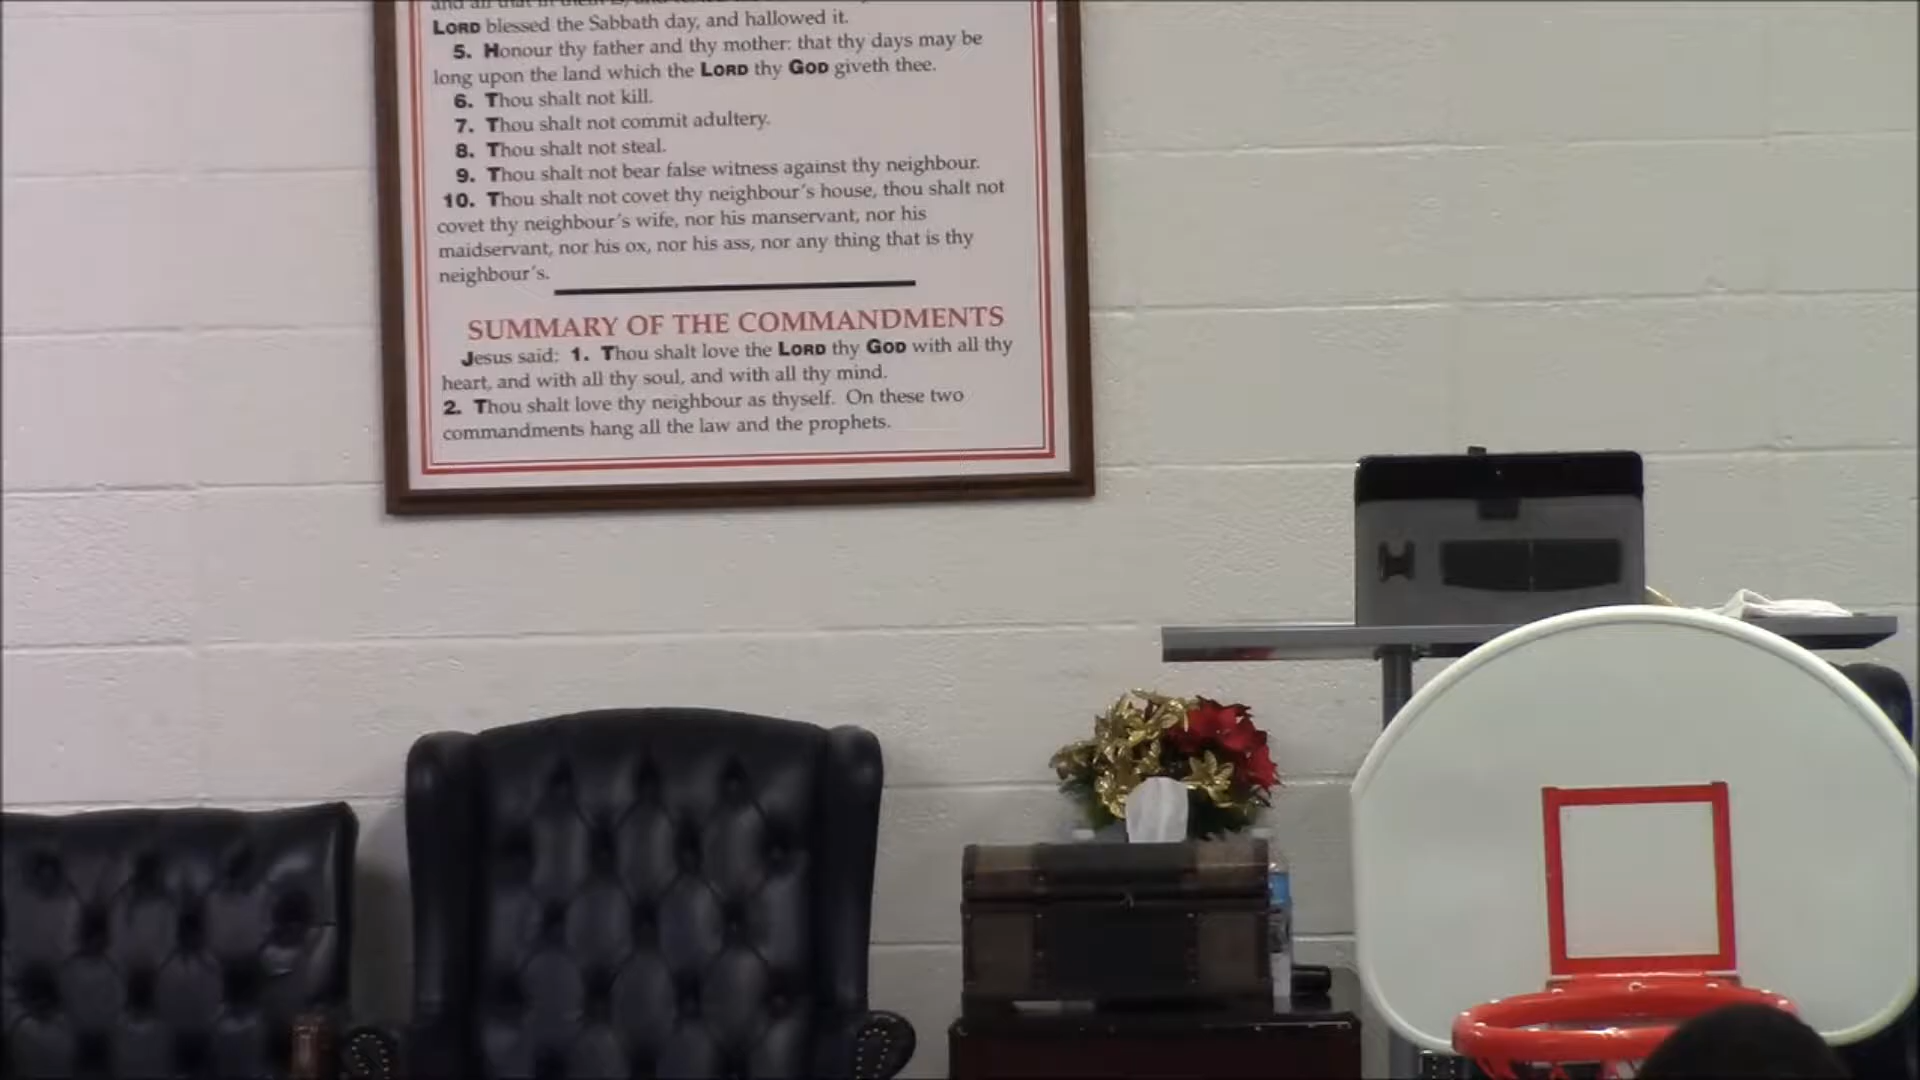 and all that in them is, and
LORD blessed the Sabbath day, and hallowed it.
5. Honour thy father and thy mother: that thy days may be
long upon the land which the LORD thy GOD giveth thee.
6. Thou shalt not kill.
7. Thou shalt not commit adultery.
8. Thou shalt not steal.
9. Thou shalt not bear false witness against thy neighbour.
10. Thou shalt not covet thy neighbour's house, thou shalt not
covet thy neighbour's wife, nor his manservant, nor his
maidservant, nor his ox, nor his ass, nor any thing that is thy
neighbour's.
SUMMARY OF THE COMMANDMENTS
Jesus said: 1. Thou shalt love the LORD thy GOD with all thy
heart, and with all thy soul, and with all thy mind.
2. Thou shalt love thy neighbour as thyself. On these two
commandments hang all the law and the prophets.